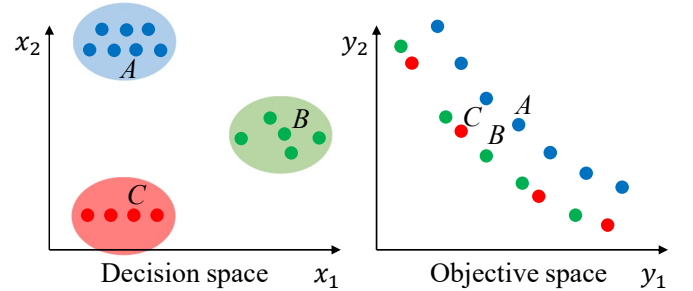 x₂
A
B
C
Decision space
x₁
y₂
A
C
B
Objective space
y₁